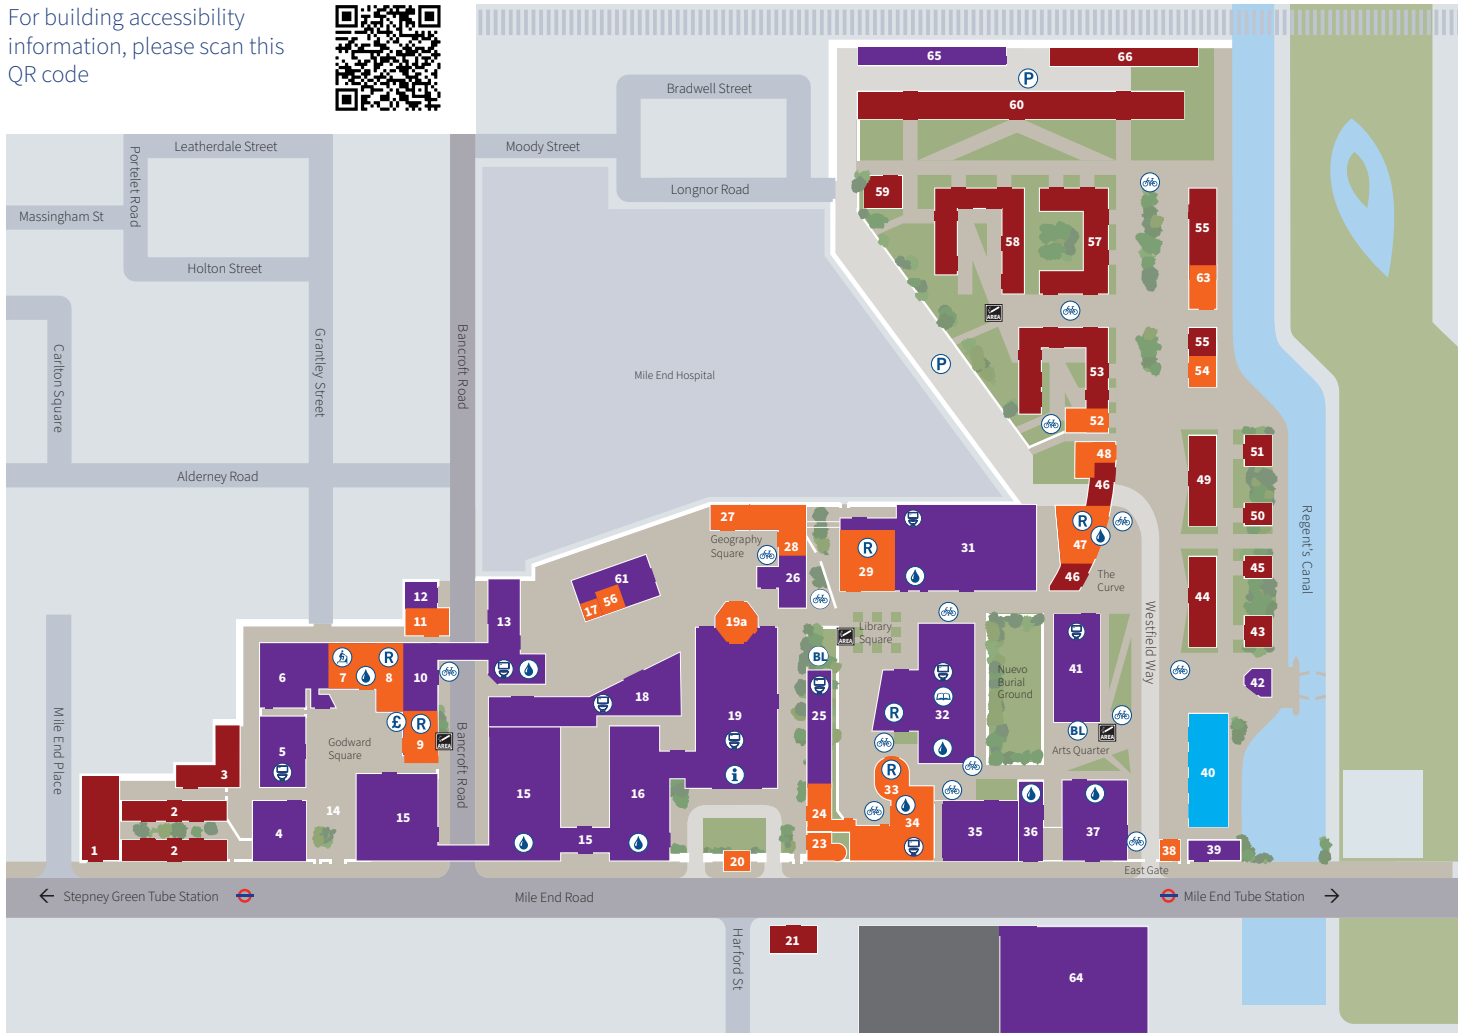 For building accessibility
information, please scan this
QR code
65
66
P
Bradwell Street
60
Leatherdale Street
Moody Street
Portelet Road
Longnor Road
59
Massingham St
55
58
57
Holton Street
63
AREA
Carlton Square
Grantley Street
Bancroft Road
55
P
Mile End Hospital
53
54
52
48
51
Alderney Road
46
49
Regent's Canal
27
50
R
Geography
Square
28
R
31
47
29
45
61
26
46
The
Curve
12
17
56
44
11
13
19a
Library
Square
AREA
43
Westfield Way
BL
R
41
6
7
8
10
Nuevo
Burial
Ground
42
18
Mile End Place
£
R
19
25
R
32
BL
AREA
Godward
Square
9
AREA
Bancroft Road
5
Arts Quarter
3
R
40
i
33
15
16
2
14
15
24
34
4
35
36
37
15
23
1
2
38
39
20
East Gate
Stepney Green Tube Station
Mile End Road
Mile End Tube Station
21
Harford St
64